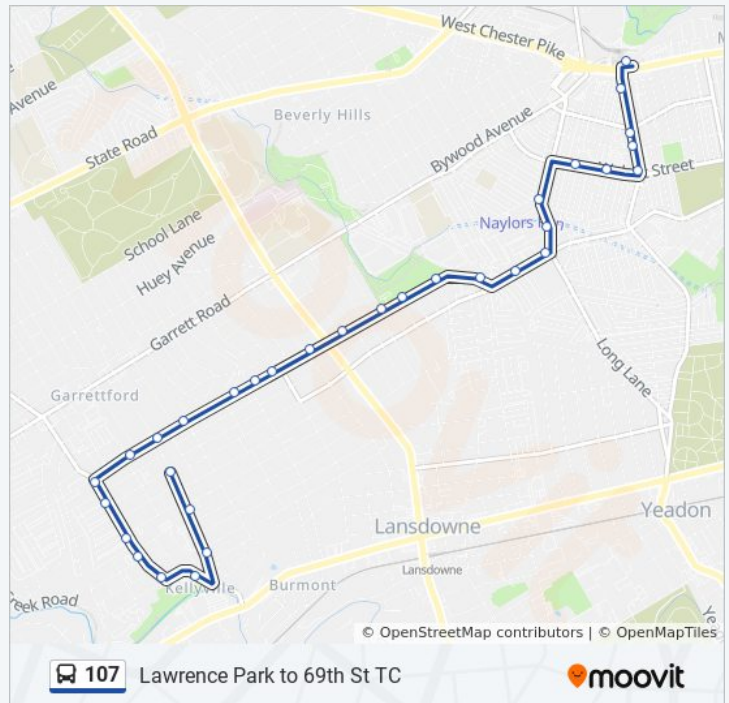 West Chester Pike
Avenue
Beverly Hills
Bywood Avenue
State Road
Street
School Lane
Naylors
Huey Avenue
Garrett Road
Long Lane
Garrettford
Yeadon
Lansdowne
Lansdowne
Kellyville
Burmont
Road
© OpenStreetMap contributors | © OpenMapTiles
107 Lawrence Park to 69th St TC
moovit